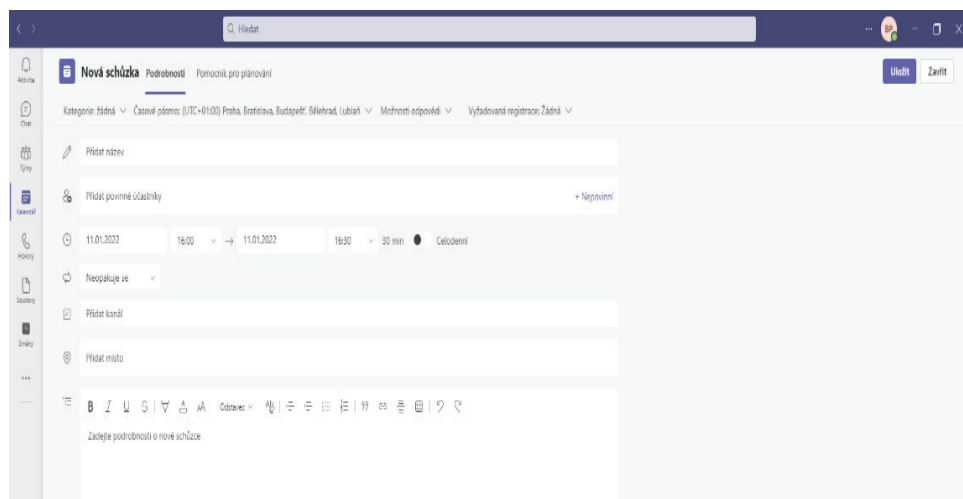 Hledat
BP
Aktivita
Chat
Týmy
Kalendář
Hovory
Soubory
Směny
Nová schůzka Podrobnosti Pomocník pro plánování
Uložit Zavřít
Kategorie: žádná Časové pásmo: (UTC+01:00) Praha, Bratislava, Budapešť, Bělehrad, Lublaň Možnosti odpovědi Vyžadovaná registrace: Žádná
Přidat název
Přidat povinné účastníky + Nepovinní
11.01.2022 16:00 → 11.01.2022 16:30 30 min Celodenní
Neopakuje se
Přidat kanál
Přidat místo
B I U S A A AA Odstavec
Zadejte podrobnosti o nové schůzce